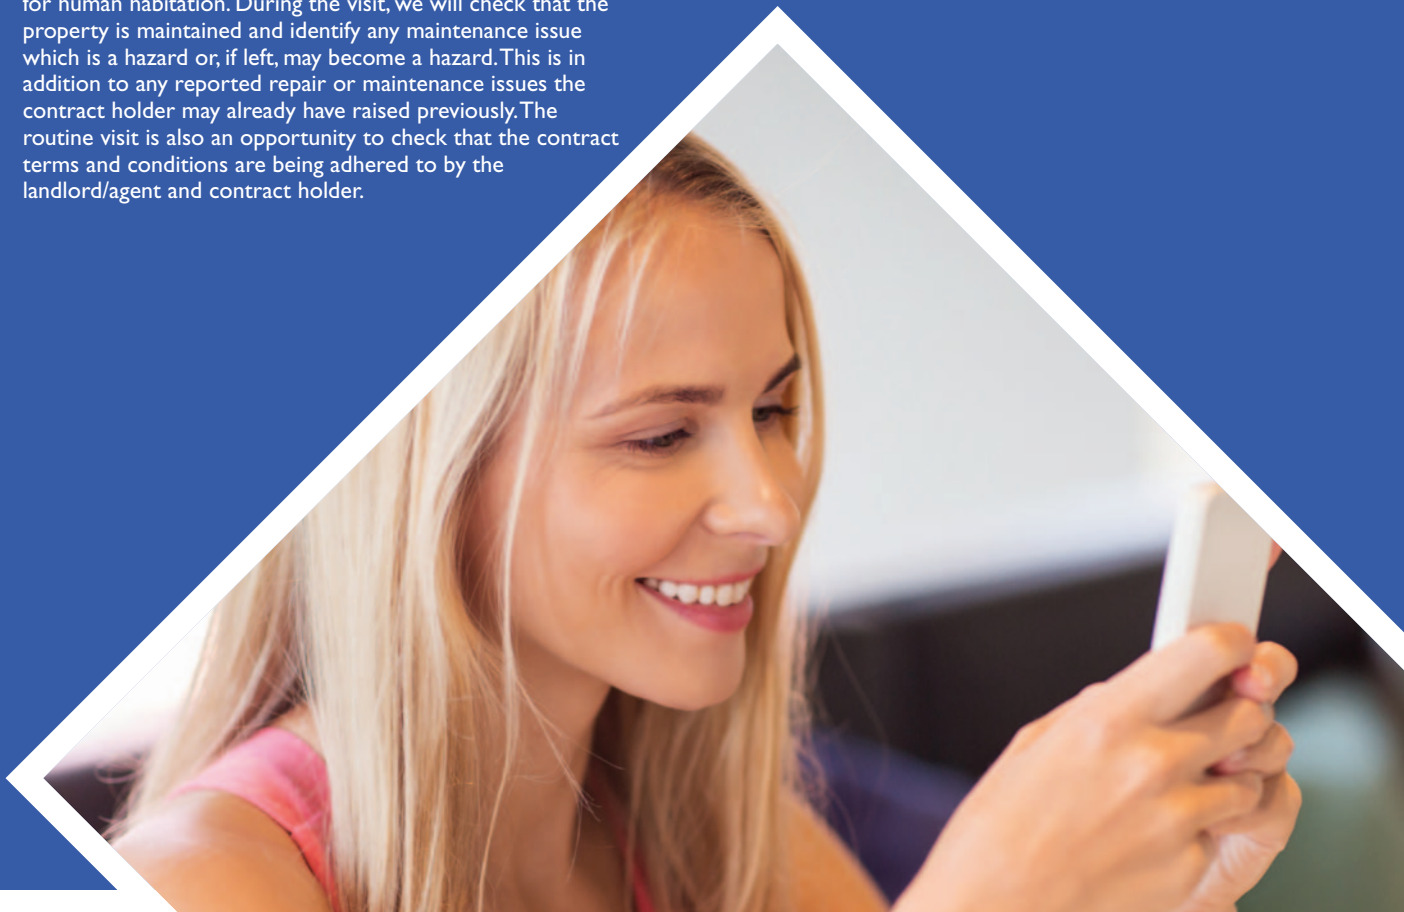 for human habitation. During the visit, we will check that the
property is maintained and identify any maintenance issue
which is a hazard or, if left, may become a hazard. This is in
addition to any reported repair or maintenance issues the
contract holder may already have raised previously. The
routine visit is also an opportunity to check that the contract
terms and conditions are being adhered to by the
landlord/agent and contract holder.